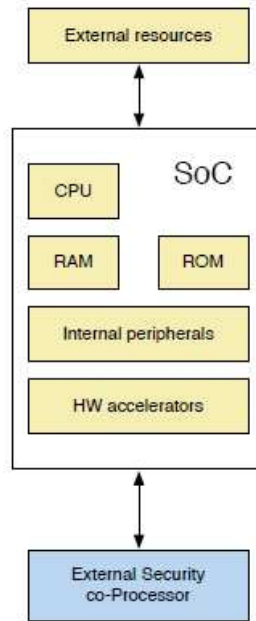 External resources
SoC
CPU
RAM
ROM
Internal peripherals
HW accelerators
External Security
co-Processor